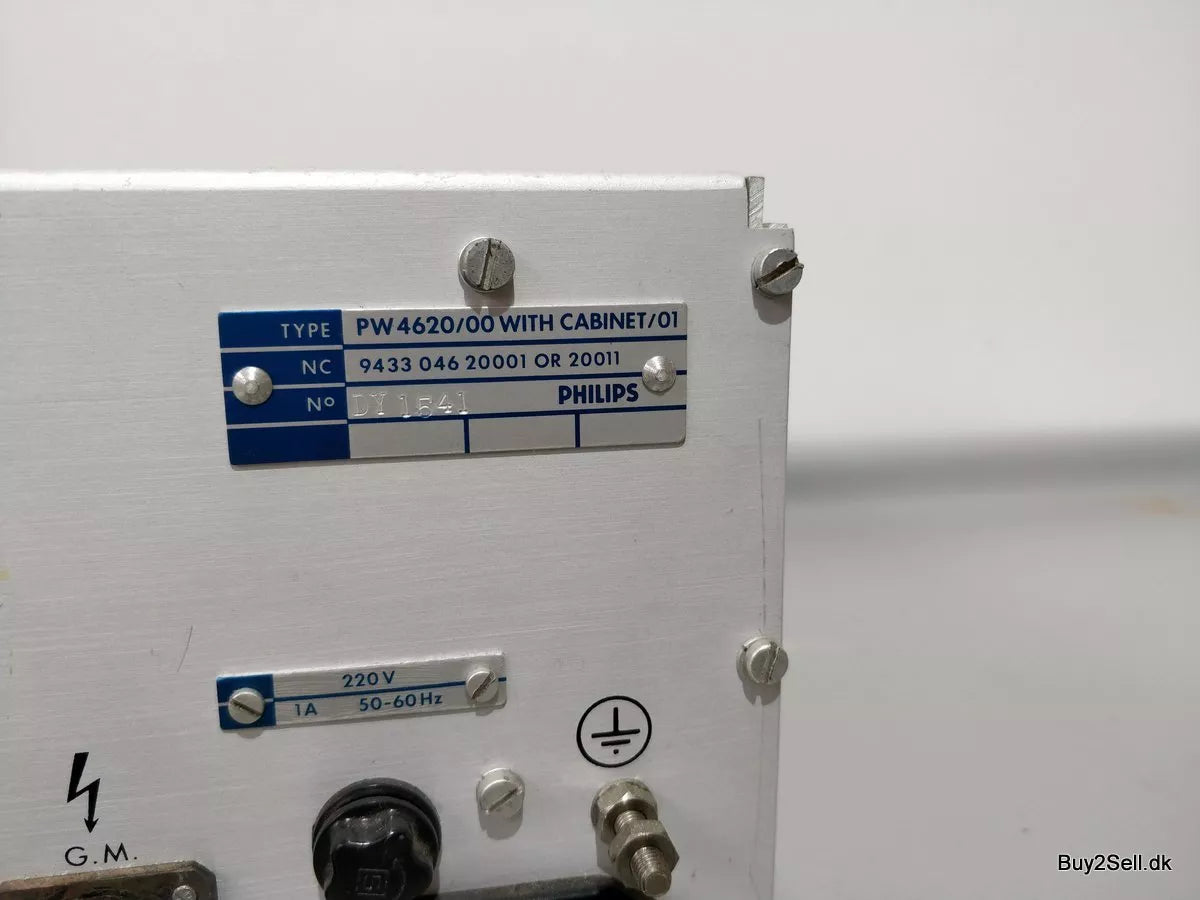 TYPE PW 4620/00 WITH CABINET/01
NC 9433 046 20001 OR 20011
No DY 1541 PHILIPS
220V
1A 50-60Hz
G.M.
Buy2Sell.dk